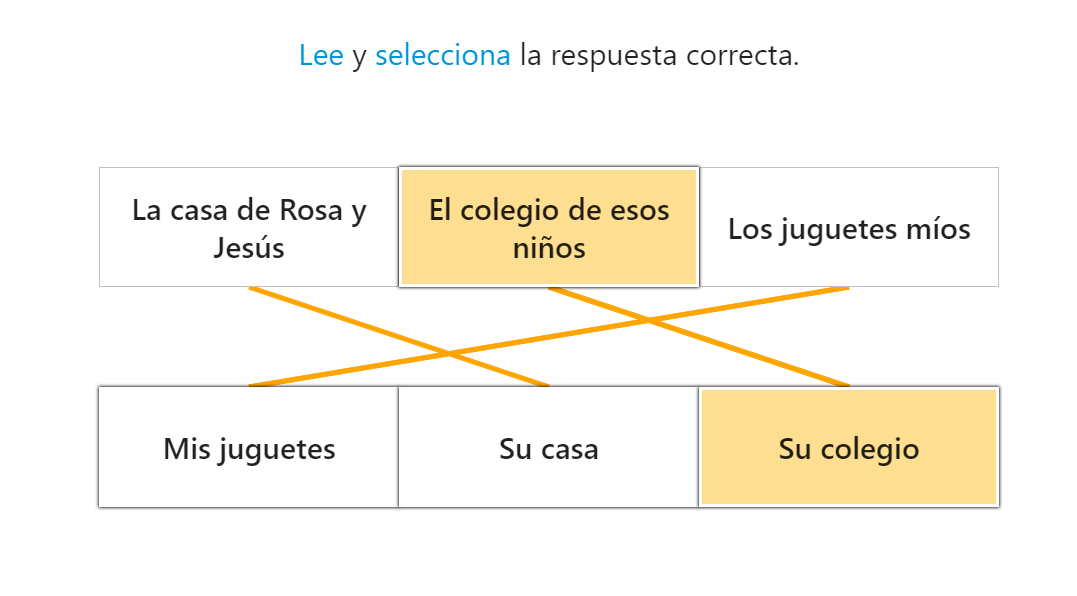 Lee y selecciona la respuesta correcta.
La casa de Rosa y
Jesús
El colegio de esos
niños
Los juguetes míos
Mis juguetes
Su casa
Su colegio